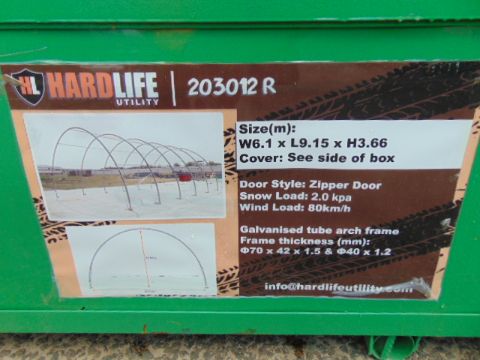 HL HARDLIFE | 203012R
UTILITY
Size(m):
W6.1 x L9.15 x H3.66
Cover: See side of box
Door Style: Zipper Door
Snow Load: 2.0 kpa
Wind Load: 80km/h
Galvanised tube arch frame
Frame thickness (mm):
Φ70 x 42 x 1.5 & Φ40 x 1.2
info@hardlifeutility.com